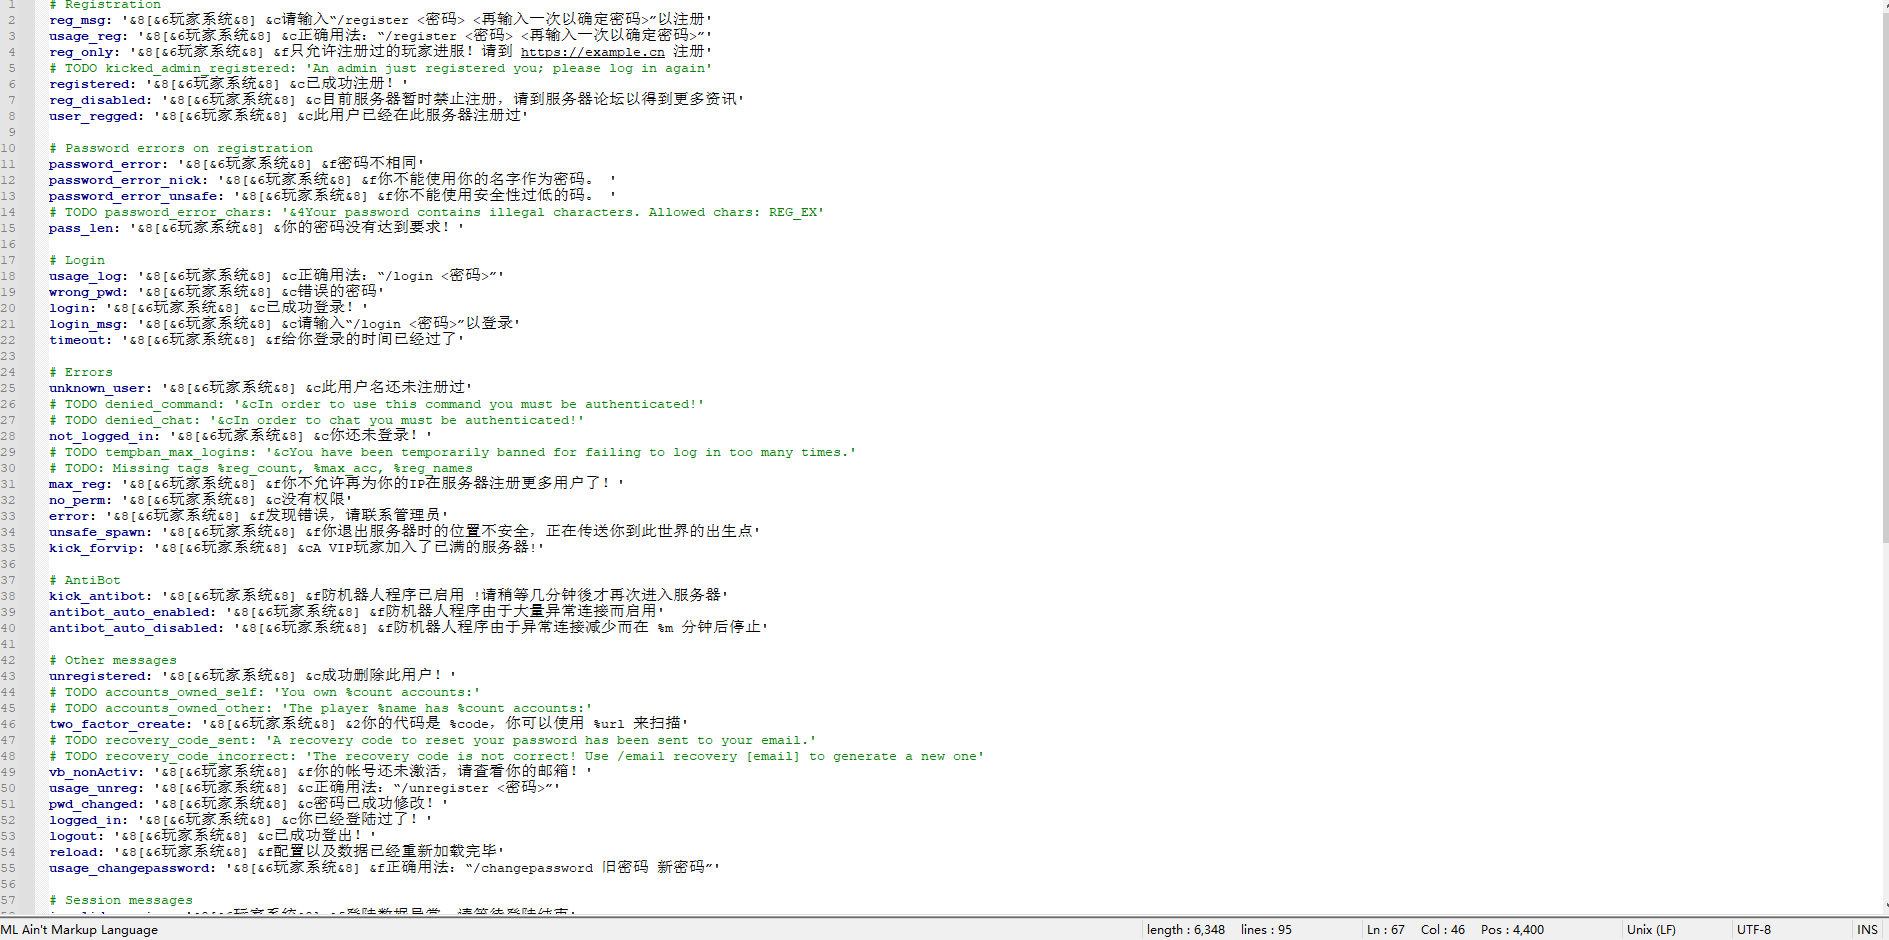 1 # Registration
2 reg_msg: '&8[&6玩家系统&8] &c请输入“/register <密码> <再输入一次以确定密码>”以注册'
3 usage_reg: '&8[&6玩家系统&8] &c正确用法：“/register <密码> <再输入一次以确定密码>”'
4 reg_only: '&8[&6玩家系统&8] &f只允许注册过的玩家进服！请到 https://example.cn 注册'
5 # TODO kicked_admin_registered: 'An admin just registered you; please log in again'
6 registered: '&8[&6玩家系统&8] &c已成功注册！'
7 reg_disabled: '&8[&6玩家系统&8] &c目前服务器暂时禁止注册，请到服务器论坛以得到更多资讯'
8 user_regged: '&8[&6玩家系统&8] &c此用户已经在此服务器注册过'
9
10 # Password errors on registration
11 password_error: '&8[&6玩家系统&8] &f密码不相同'
12 password_error_nick: '&8[&6玩家系统&8] &f你不能使用你的名字作为密码。 '
13 password_error_unsafe: '&8[&6玩家系统&8] &f你不能使用安全性过低的码。 '
14 # TODO password_error_chars: '&4Your password contains illegal characters. Allowed chars: REG_EX'
15 pass_len: '&8[&6玩家系统&8] &你的密码没有达到要求！'
16
17 # Login
18 usage_log: '&8[&6玩家系统&8] &c正确用法：“/login <密码>”'
19 wrong_pwd: '&8[&6玩家系统&8] &c错误的密码'
20 login: '&8[&6玩家系统&8] &c已成功登录！'
21 login_msg: '&8[&6玩家系统&8] &c请输入“/login <密码>”以登录'
22 timeout: '&8[&6玩家系统&8] &f给你登录的时间已经过了'
23
24 # Errors
25 unknown_user: '&8[&6玩家系统&8] &c此用户名还未注册过'
26 # TODO denied_command: '&cIn order to use this command you must be authenticated!'
27 # TODO denied_chat: '&cIn order to chat you must be authenticated!'
28 not_logged_in: '&8[&6玩家系统&8] &c你还未登录！'
29 # TODO tempban_max_logins: '&cYou have been temporarily banned for failing to log in too many times.'
30 # TODO: Missing tags %reg_count, %max_acc, %reg_names
31 max_reg: '&8[&6玩家系统&8] &f你不允许再为你的IP在服务器注册更多用户了！'
32 no_perm: '&8[&6玩家系统&8] &c没有权限'
33 error: '&8[&6玩家系统&8] &f发现错误，请联系管理员'
34 unsafe_spawn: '&8[&6玩家系统&8] &f你退出服务器时的位置不安全，正在传送你到此世界的出生点'
35 kick_forvip: '&8[&6玩家系统&8] &cA VIP玩家加入了已满的服务器!'
36
37 # AntiBot
38 kick_antibot: '&8[&6玩家系统&8] &f防机器人程序已启用 !请稍等几分钟後才再次进入服务器'
39 antibot_auto_enabled: '&8[&6玩家系统&8] &f防机器人程序由于大量异常连接而启用'
40 antibot_auto_disabled: '&8[&6玩家系统&8] &f防机器人程序由于异常连接减少而在 %m 分钟后停止'
41
42 # Other messages
43 unregistered: '&8[&6玩家系统&8] &c成功删除此用户！'
44 # TODO accounts_owned_self: 'You own %count accounts:'
45 # TODO accounts_owned_other: 'The player %name has %count accounts:'
46 two_factor_create: '&8[&6玩家系统&8] &2你的代码是 %code，你可以使用 %url 来扫描'
47 # TODO recovery_code_sent: 'A recovery code to reset your password has been sent to your email.'
48 # TODO recovery_code_incorrect: 'The recovery code is not correct! Use /email recovery [email] to generate a new one'
49 vb_nonActiv: '&8[&6玩家系统&8] &f你的帐号还未激活，请查看你的邮箱！'
50 usage_unreg: '&8[&6玩家系统&8] &c正确用法：“/unregister <密码>”'
51 pwd_changed: '&8[&6玩家系统&8] &c密码已成功修改！'
52 logged_in: '&8[&6玩家系统&8] &c你已经登陆过了！'
53 logout: '&8[&6玩家系统&8] &c已成功登出！'
54 reload: '&8[&6玩家系统&8] &f配置以及数据已经重新加载完毕'
55 usage_changepassword: '&8[&6玩家系统&8] &f正确用法：“/changepassword 旧密码 新密码”'
56
57 # Session messages
ML Ain't Markup Language length : 6,348 lines : 95 Ln : 67 Col : 46 Pos : 4,400 Unix (LF) UTF-8 INS